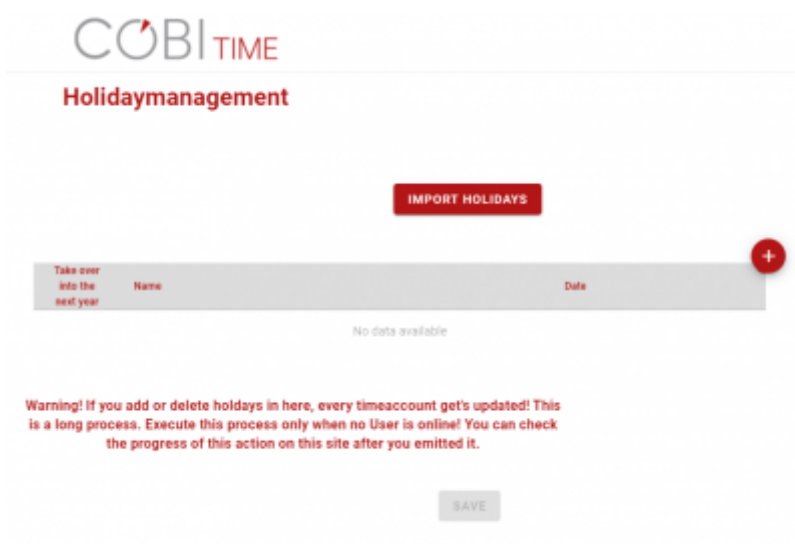 COBI TIME
Holidaymanagement
IMPORT HOLIDAYS
+
Take over
into the
next year
Name
Date
No data available
Warning! If you add or delete holdays in here, every timeaccount get's updated! This
is a long process. Execute this process only when no User is online! You can check
the progress of this action on this site after you emitted it.
SAVE